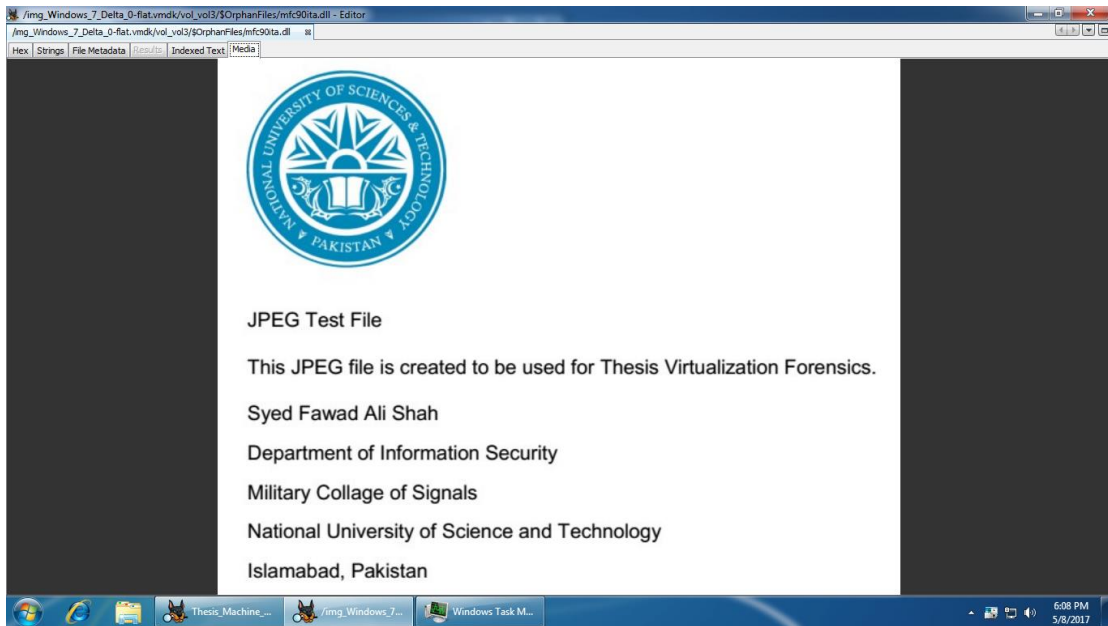 /img_Windows_7_Delta_0-flat.vmdk/vol_vol3/$OrphanFiles/mfc90ita.dll - Editor
/img_Windows_7_Delta_0-flat.vmdk/vol_vol3/$OrphanFiles/mfc90ita.dll
Hex Strings File Metadata Results Indexed Text Media
NATIONAL UNIVERSITY OF SCIENCES & TECHNOLOGY
PAKISTAN
JPEG Test File
This JPEG file is created to be used for Thesis Virtualization Forensics.
Syed Fawad Ali Shah
Department of Information Security
Military Collage of Signals
National University of Science and Technology
Islamabad, Pakistan
Thesis_Machine_... /img_Windows_7... Windows Task M... 6:08 PM
5/8/2017